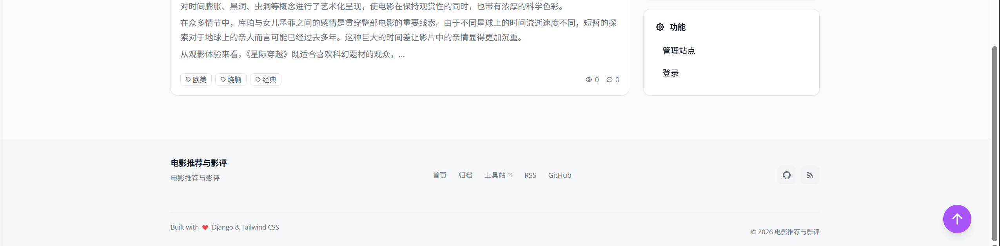 对时间膨胀、黑洞、虫洞等概念进行了艺术化呈现，使电影在保持观赏性的同时，也带有浓厚的科学色彩。
在众多情节中，库珀与女儿墨菲之间的感情是贯穿整部电影的重要线索。由于不同星球上的时间流逝速度不同，短暂的探
索对于地球上的亲人而言可能已经过去多年。这种巨大的时间差让影片中的亲情显得更加沉重。
从观影体验来看，《星际穿越》既适合喜欢科幻题材的观众，...
欧美 烧脑 经典 0 0
功能
管理站点
登录
电影推荐与影评
电影推荐与影评
首页 归档 工具站 RSS GitHub
Built with ❤ Django & Tailwind CSS
© 2026 电影推荐与影评